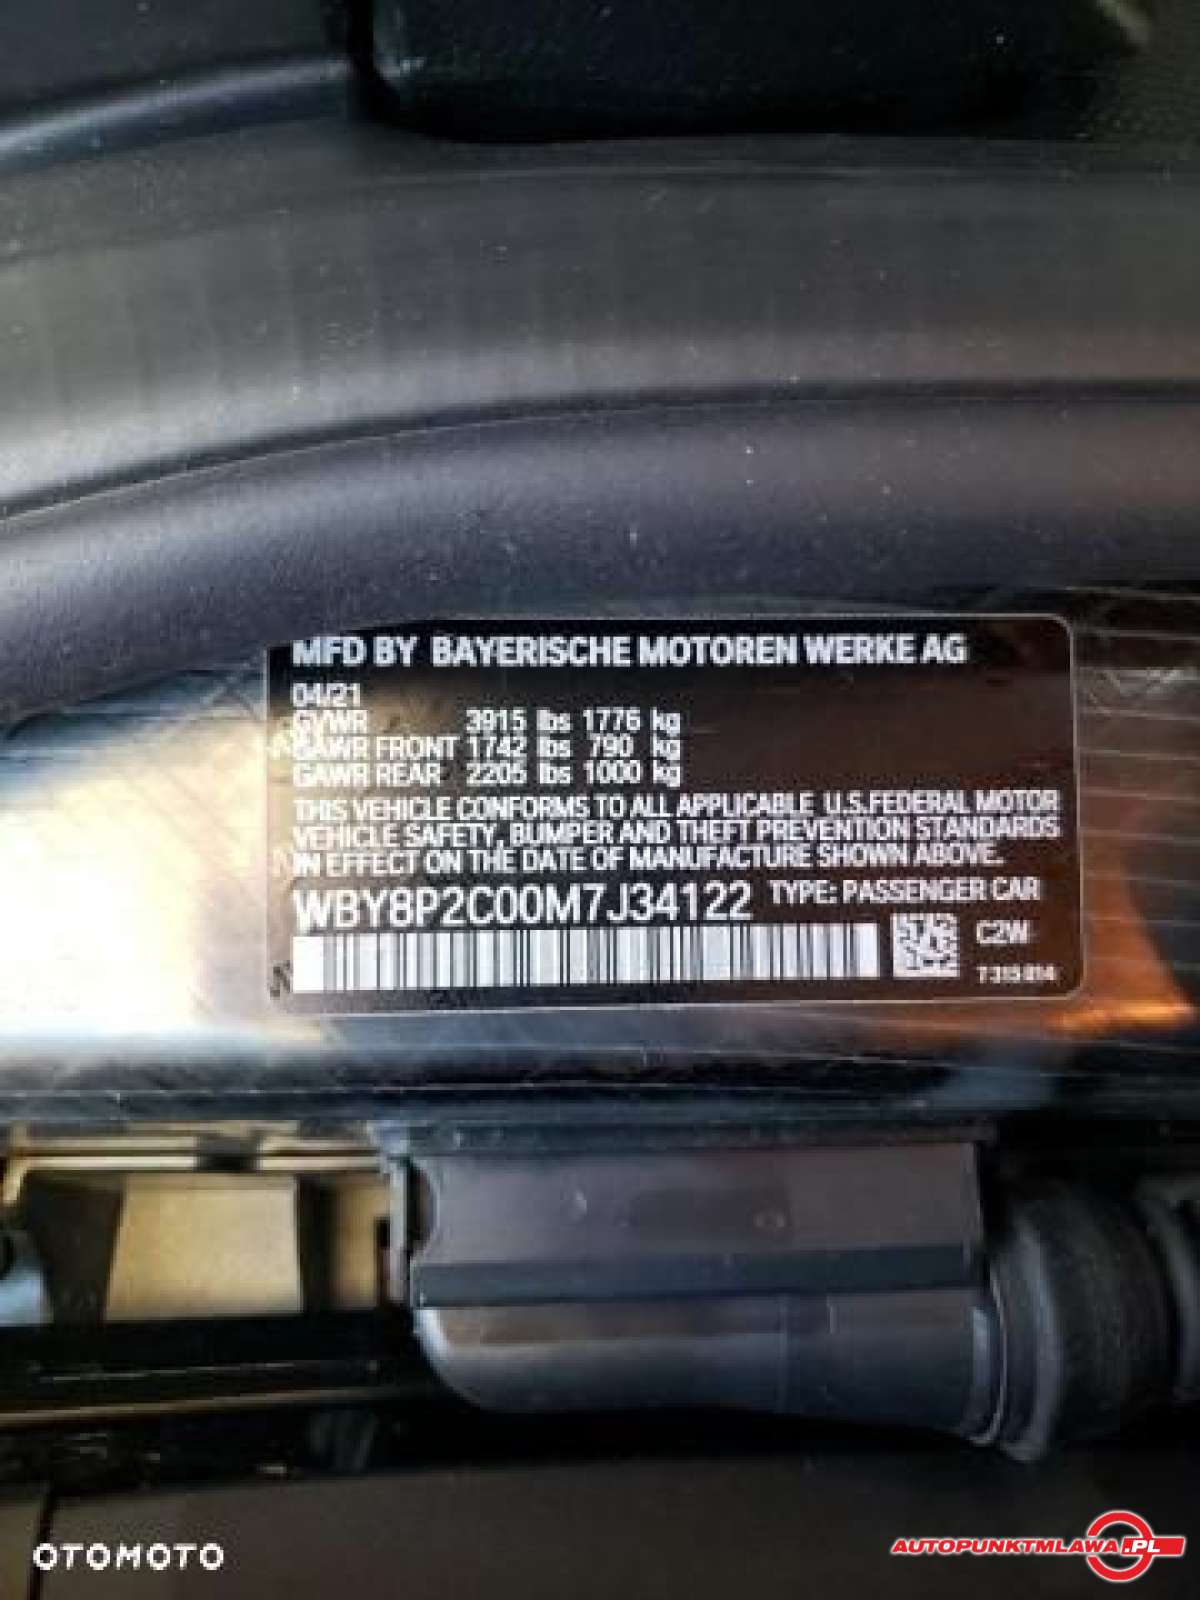 MFD BY BAYERISCHE MOTOREN WERKE AG
04/21
GVWR 3915 lbs 1776 kg
GAWR FRONT 1742 lbs 790 kg
GAWR REAR 2205 lbs 1000 kg
THIS VEHICLE CONFORMS TO ALL APPLICABLE U.S.FEDERAL MOTOR
VEHICLE SAFETY, BUMPER AND THEFT PREVENTION STANDARDS
IN EFFECT ON THE DATE OF MANUFACTURE SHOWN ABOVE.
WBY8P2C00M7J34122 TYPE: PASSENGER CAR
C2W
OTOMOTO
AUTOPUNKTMLAWA.PL